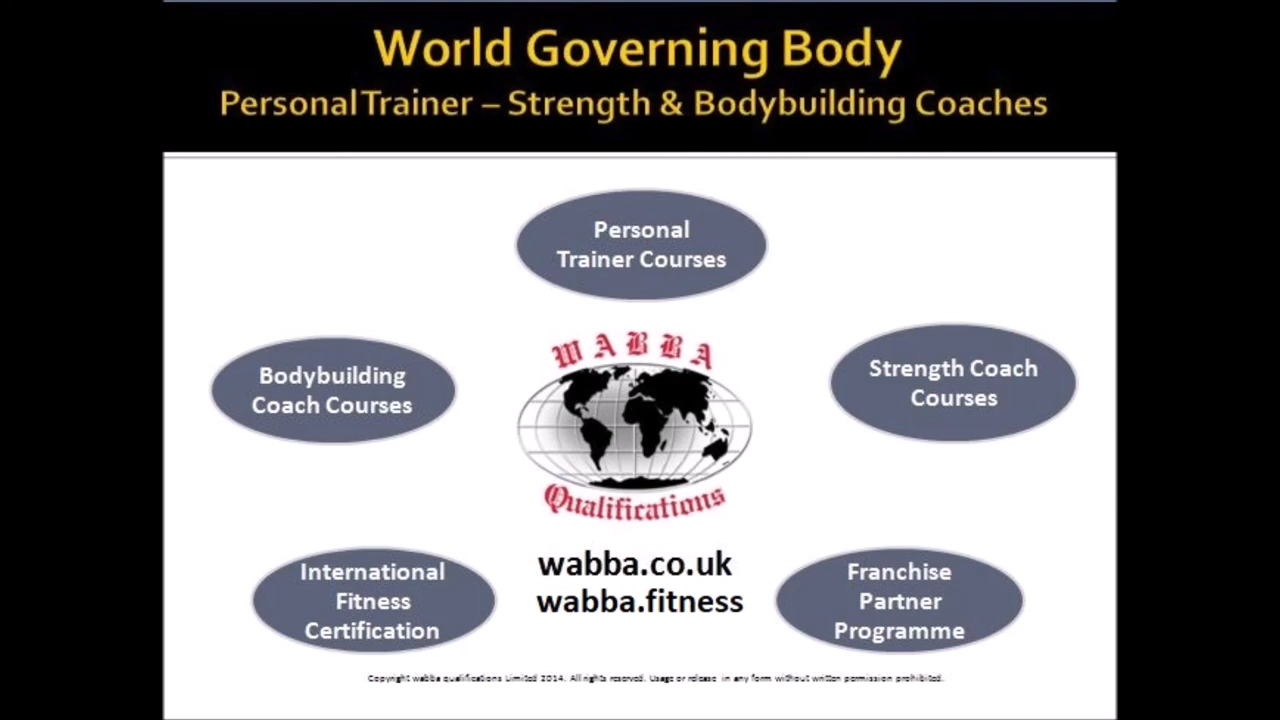 World Governing Body
Personal Trainer – Strength & Bodybuilding Coaches
Personal
Trainer Courses
Bodybuilding
Coach Courses
WABBA
Qualifications
Strength Coach
Courses
International
Fitness
Certification
wabba.co.uk
wabba.fitness
Franchise
Partner
Programme
Copyright wabba qualifications Limited 2014. All rights reserved. Usage or release in any form without written permission prohibited.